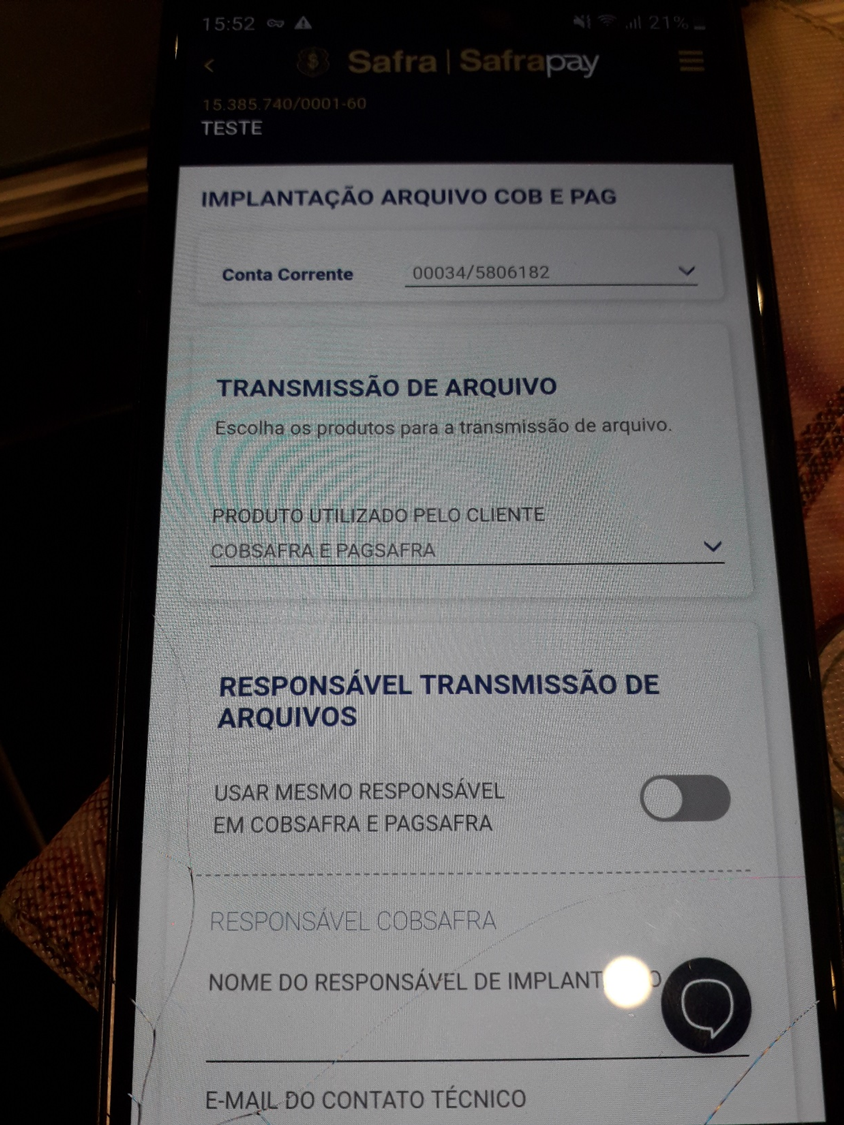 15:52 21%
Safra | Safrapay
15.385.740/0001-60
TESTE
IMPLANTAÇÃO ARQUIVO COB E PAG
Conta Corrente 00034/5806182
TRANSMISSÃO DE ARQUIVO
Escolha os produtos para a transmissão de arquivo.
PRODUTO UTILIZADO PELO CLIENTE
COBSAFRA E PAGSAFRA
RESPONSÁVEL TRANSMISSÃO DE
ARQUIVOS
USAR MESMO RESPONSÁVEL
EM COBSAFRA E PAGSAFRA
RESPONSÁVEL COBSAFRA
NOME DO RESPONSÁVEL DE
E-MAIL DO CONTATO TÉCNICO